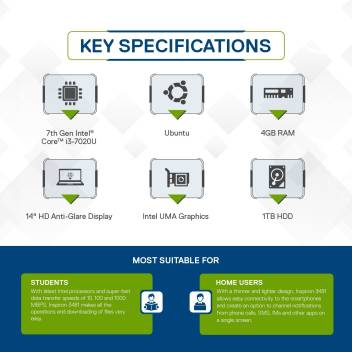 KEY SPECIFICATIONS
7th Gen Intel®
Core™ i3-7020U
Ubuntu
4GB RAM
14" HD Anti-Glare Display
Intel UMA Graphics
1TB HDD
MOST SUITABLE FOR
STUDENTS
With latest Intel processors and super-fast
data transfer speeds of 10, 100 and 1000
MBPS, Inspiron 3481 makes all the
operations and downloading of files very
easy.
HOME USERS
With a thinner and lighter design, Inspiron 3481
allows easy connectivity to the smartphones
and create an option to channel notifications
from phone calls, SMS, IMs and other apps on
a single screen.